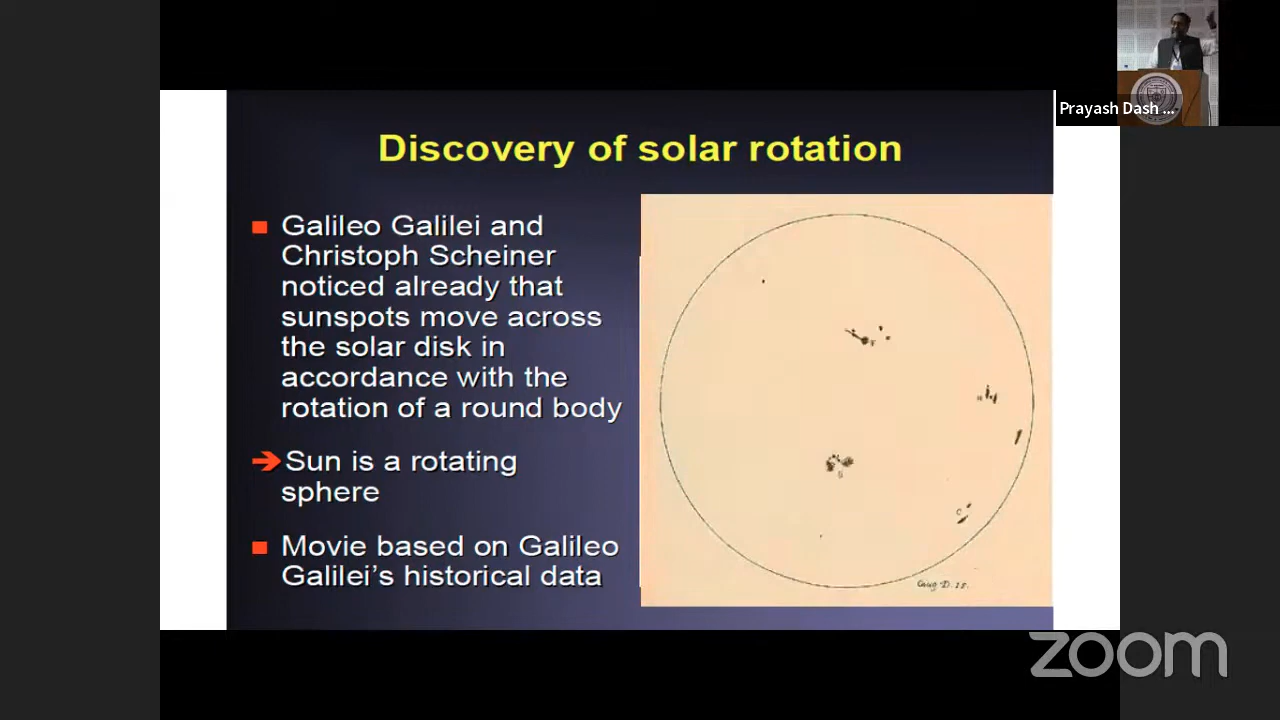 Prayash Dash ...
Discovery of solar rotation
Galileo Galilei and
Christoph Scheiner
noticed already that
sunspots move across
the solar disk in
accordance with the
rotation of a round body
Sun is a rotating
sphere
Movie based on Galileo
Galilei's historical data
zoom